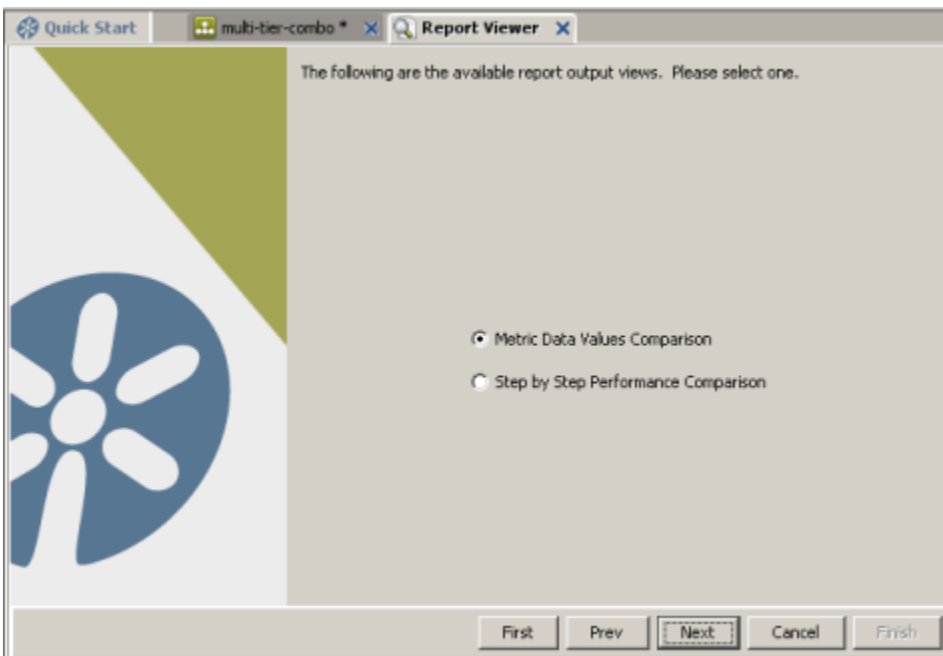 Quick Start multi-tier-combo * Report Viewer
The following are the available report output views. Please select one.
Metric Data Values Comparison
Step by Step Performance Comparison
First Prev Next Cancel Finish